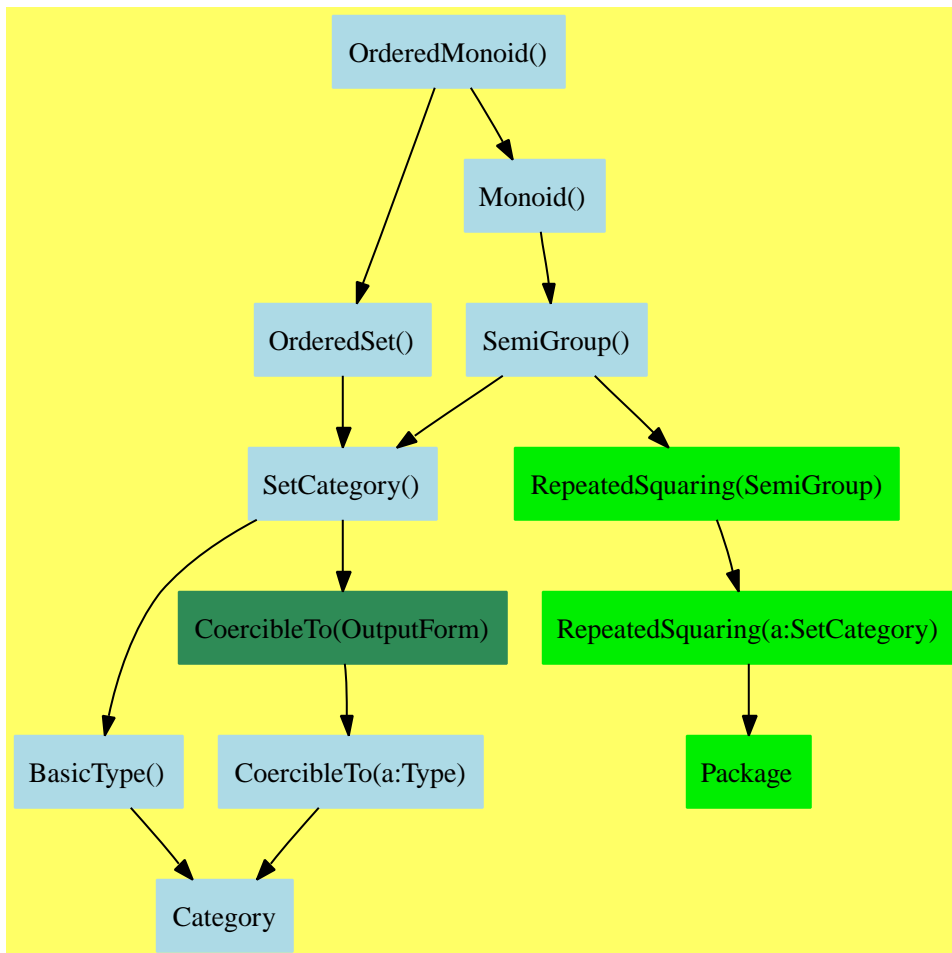 OrderedMonoid()
Monoid()
OrderedSet()
SemiGroup()
SetCategory()
RepeatedSquaring(SemiGroup)
CoercibleTo(OutputForm)
RepeatedSquaring(a:SetCategory)
BasicType()
CoercibleTo(a:Type)
Package
Category